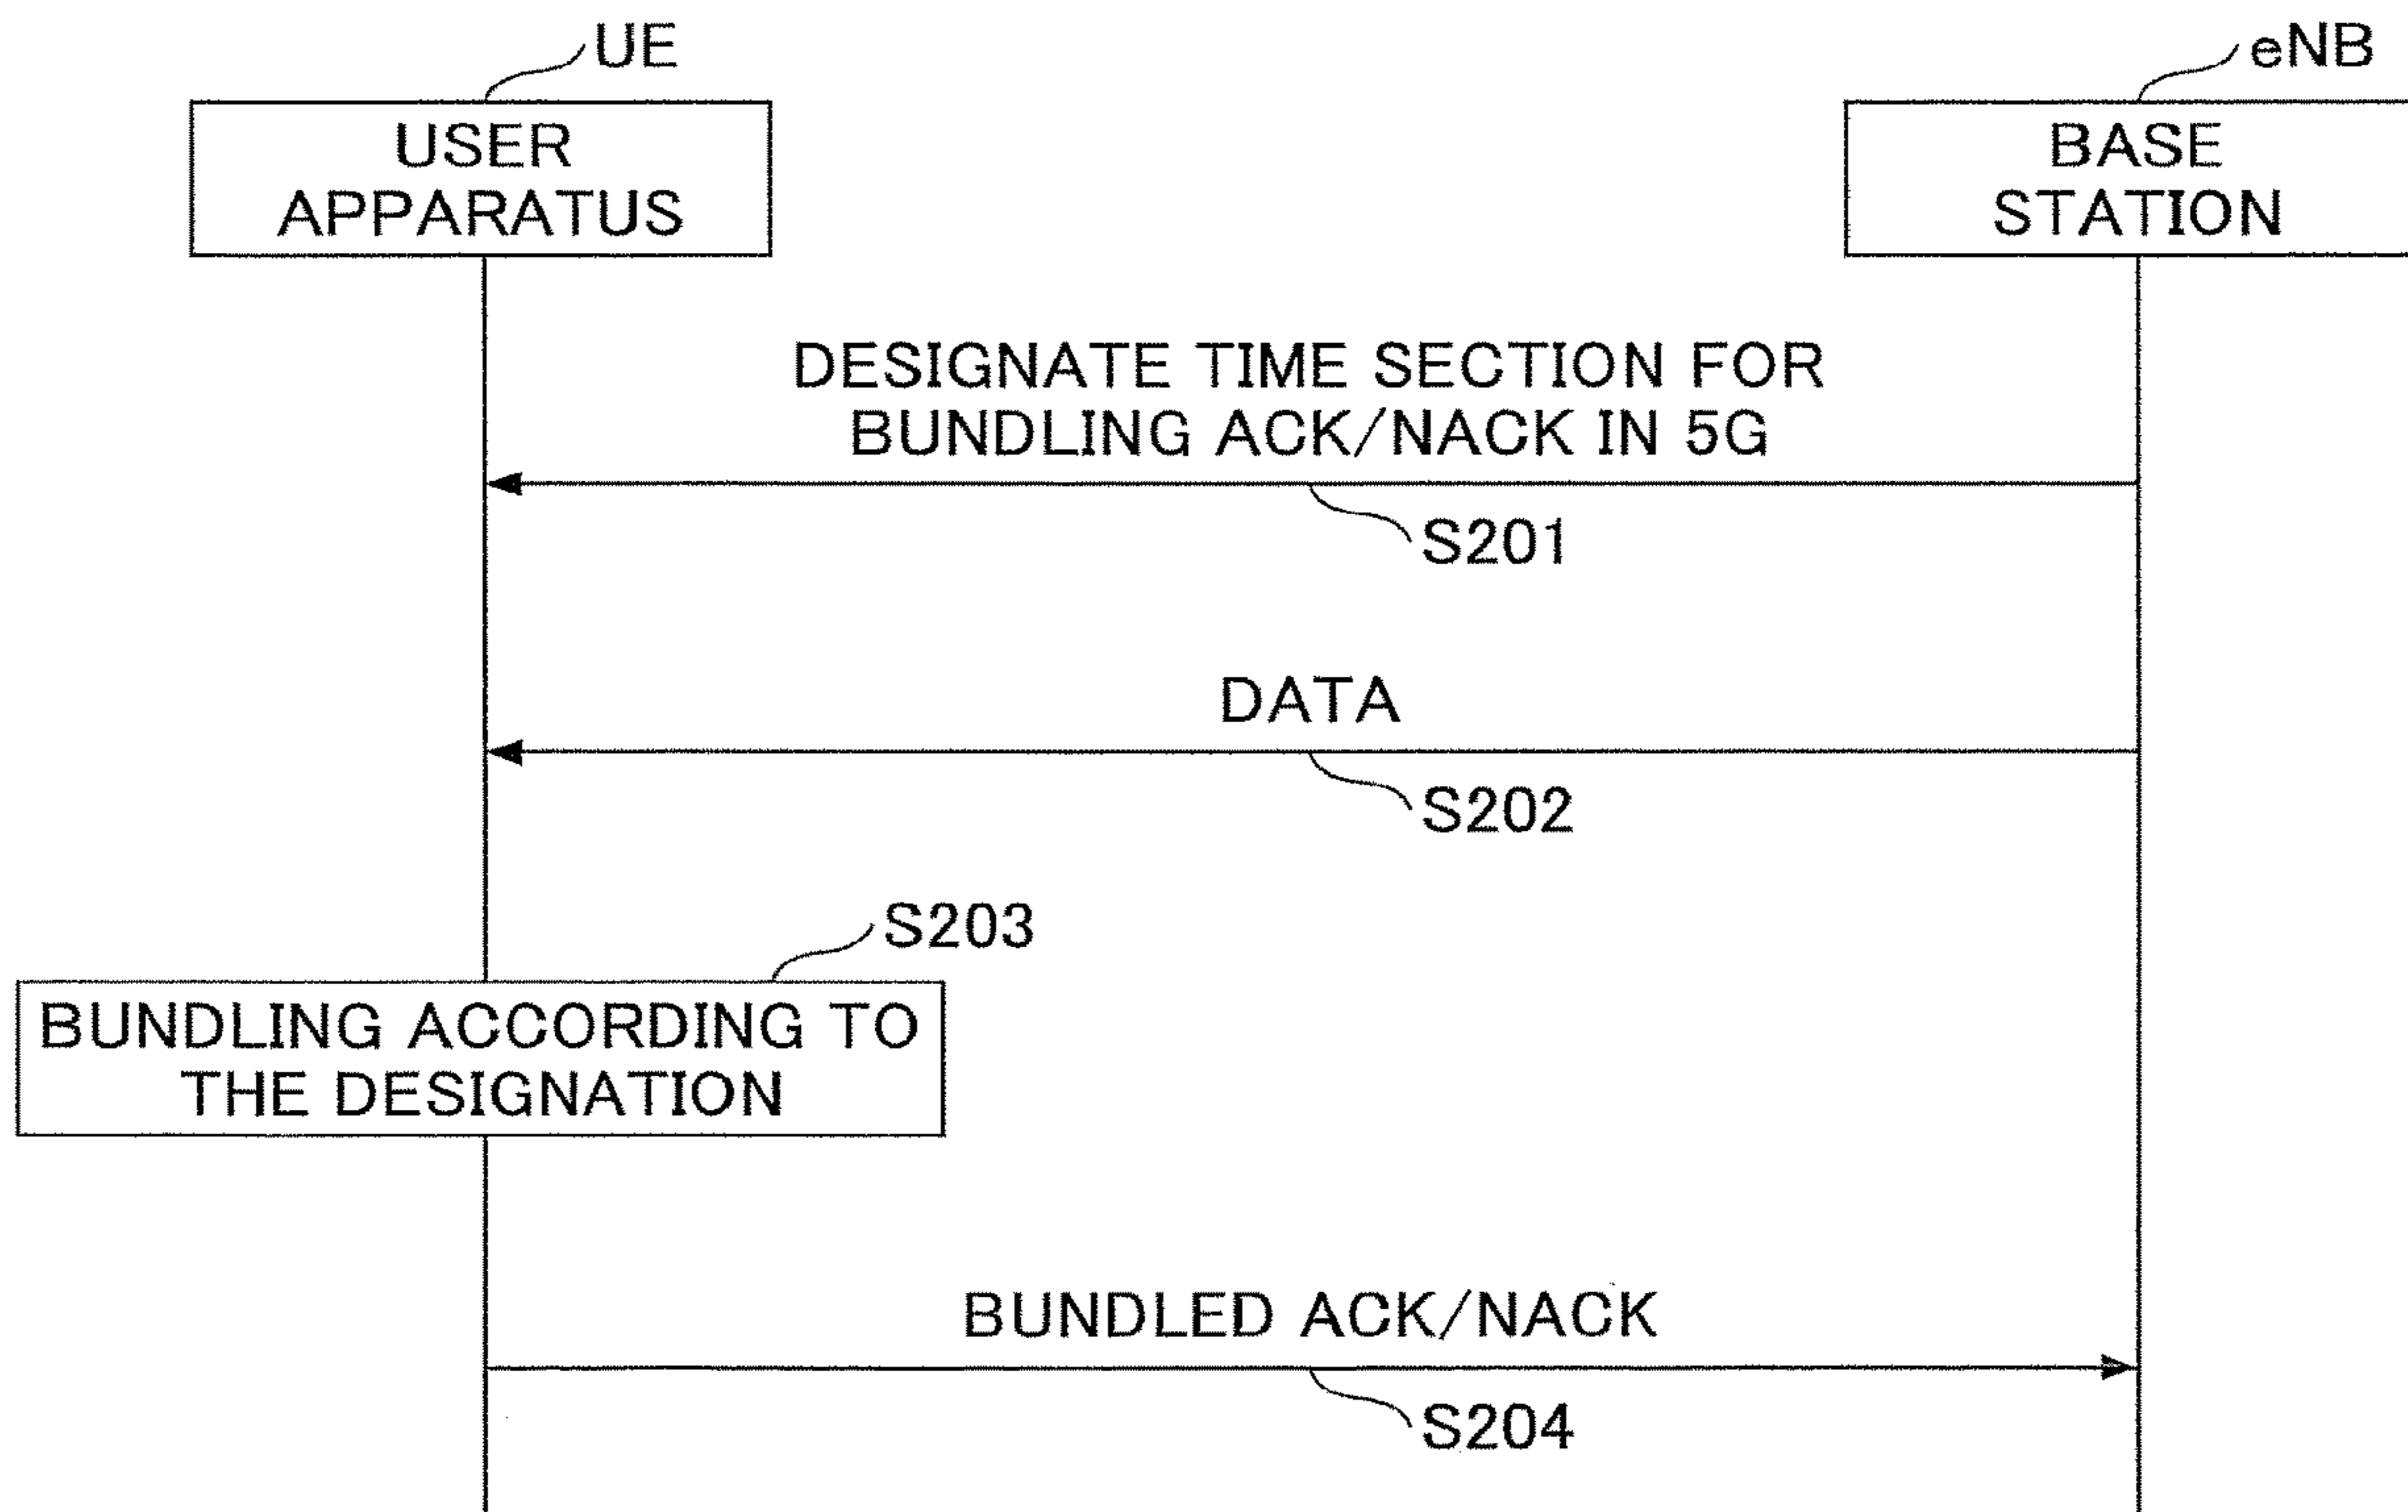 UE
eNB
USER
APPARATUS
BASE
STATION
DESIGNATE TIME SECTION FOR
BUNDLING ACK/NACK IN 5G
S201
DATA
S202
S203
BUNDLING ACCORDING TO
THE DESIGNATION
BUNDLED ACK/NACK
S204